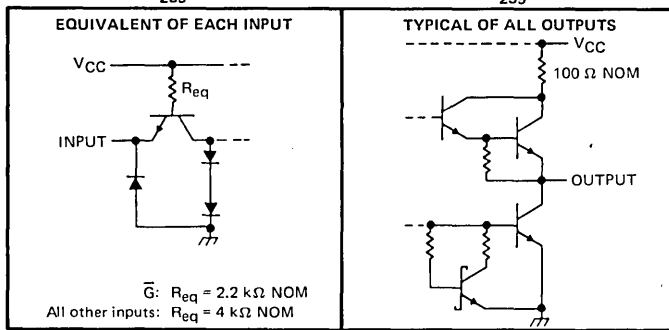 EQUIVALENT OF EACH INPUT
VCC
Req
INPUT
G̅: Req = 2.2 kΩ NOM
All other inputs: Req = 4 kΩ NOM
TYPICAL OF ALL OUTPUTS
VCC
100 Ω NOM
OUTPUT